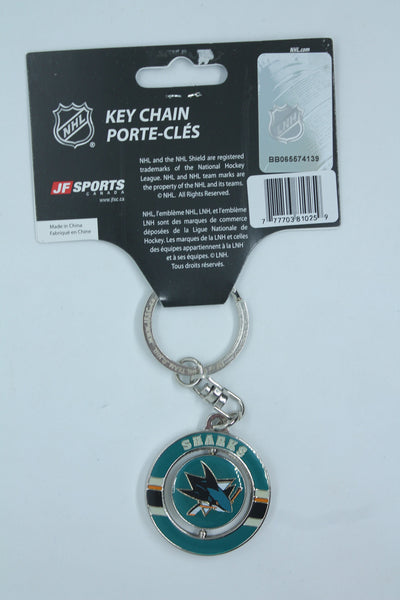 NHL.com
NHL
KEY CHAIN
PORTE-CLÉS
NHL
BB065574139
NHL and the NHL Shield are registered
trademarks of the National Hockey
League. NHL and NHL team marks are
the property of the NHL and its teams.
© NHL. All Rights Reserved.
JF SPORTS
CANADA
www.jfsc.ca
Made in China
Fabriqué en Chine
NHL, l'emblème NHL, LNH, et l'emblème
LNH sont des marques de commerce
déposées de la Ligue Nationale de
Hockey. Les marques de la LNH et celles
des équipes appartiennent à la LNH
et à ses équipes. © LNH.
Tous droits réservés.
7 77703 81025 9
SHARKS